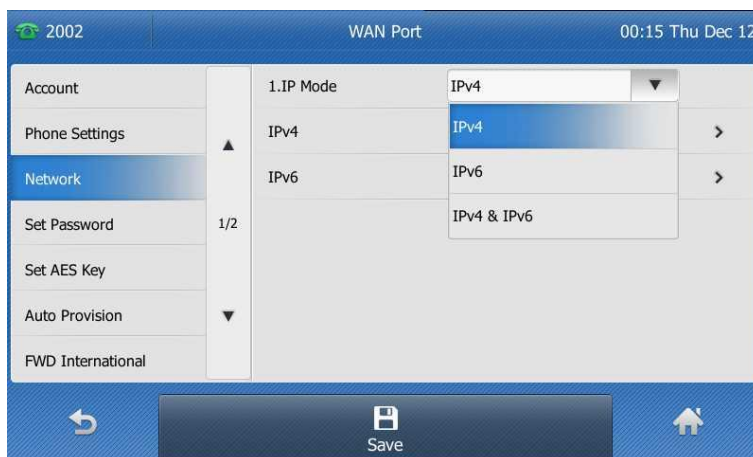 2002 WAN Port 00:15 Thu Dec 12
Account
Phone Settings
Network
Set Password
Set AES Key
Auto Provision
FWD International
1/2
1.IP Mode IPv4
IPv4
IPv6
IPv4
IPv6
IPv4 & IPv6
Save